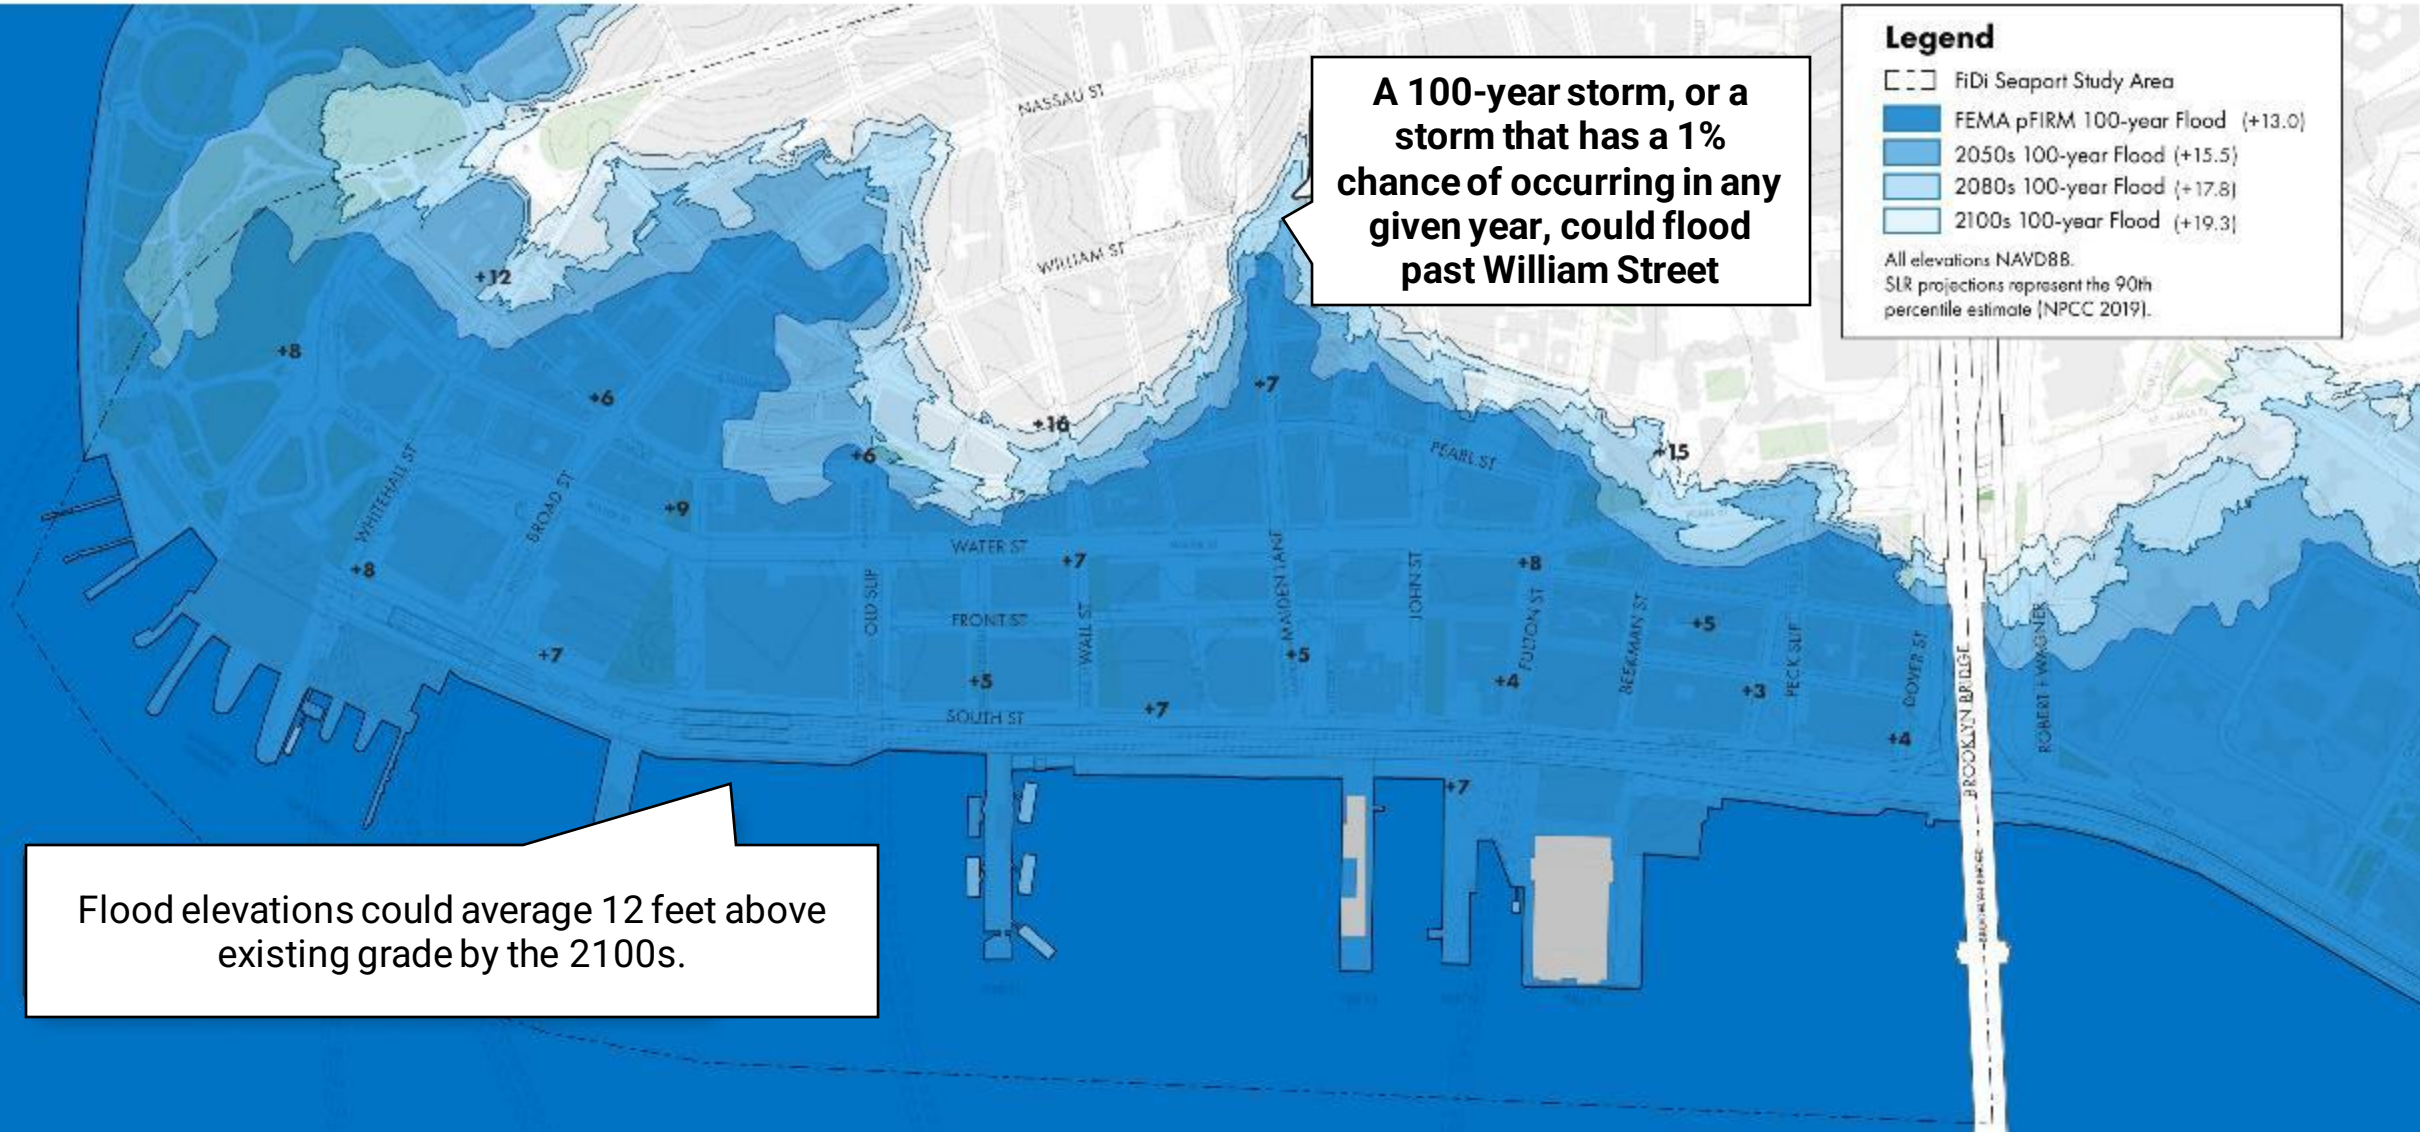 Legend
FiDi Seaport Study Area
FEMA pFIRM 100-year Flood (+13.0)
2050s 100-year Flood (+15.5)
2080s 100-year Flood (+17.8)
2100s 100-year Flood (+19.3)
All elevations NAVD88.
SLR projections represent the 90th
percentile estimate (NPCC 2019).
A 100-year storm, or a
storm that has a 1%
chance of occurring in any
given year, could flood
past William Street
NASSAU ST
WILLIAM ST
+12
+8
+6
+7
+16
+6
PEARL ST
+15
WHITEHALL ST
BROAD ST
+9
WATER ST
+7
+8
+8
OLD SLIP
FRONT ST
WALL ST
MAIDEN LANE
JOHN ST
FULTON ST
BEEKMAN ST
+5
PECK SLIP
DOVER ST
BROOKLYN BRIDGE
ROBERT F WAGNER
+7
+5
+5
+4
+3
SOUTH ST
+7
+4
+7
Flood elevations could average 12 feet above
existing grade by the 2100s.